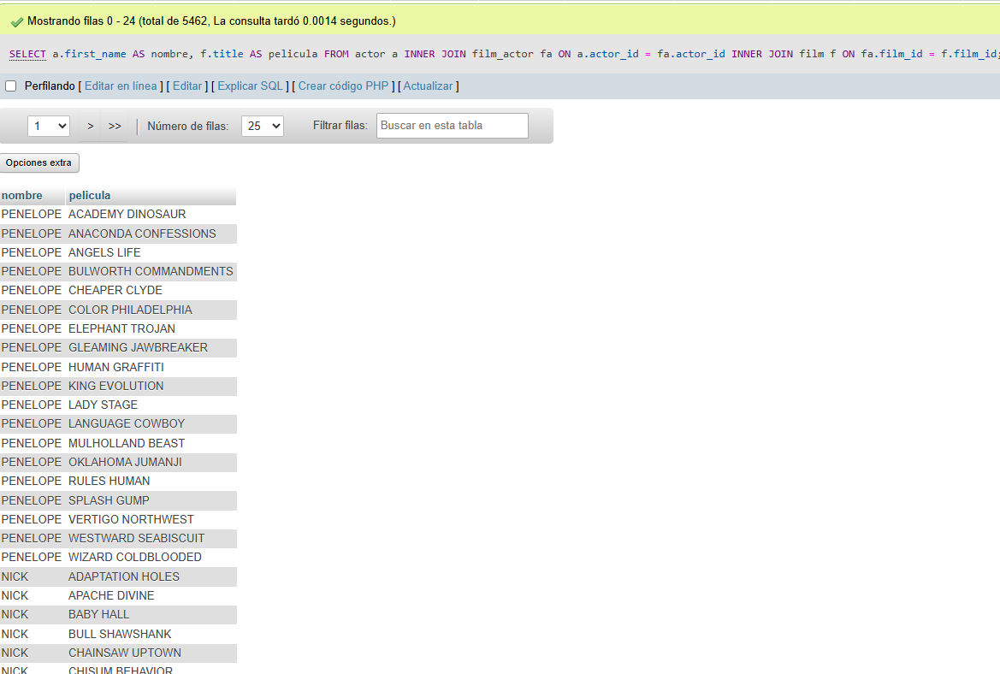 Mostrando filas 0 - 24 (total de 5462, La consulta tardó 0.0014 segundos.)
SELECT a.first_name AS nombre, f.title AS pelicula FROM actor a INNER JOIN film_actor fa ON a.actor_id = fa.actor_id INNER JOIN film f ON fa.film_id = f.film_id;
Perfilando [ Editar en línea ] [ Editar ] [ Explicar SQL ] [ Crear código PHP ] [ Actualizar ]
1 > >> | Número de filas: 25 Filtrar filas: Buscar en esta tabla
Opciones extra
nombre pelicula
PENELOPE ACADEMY DINOSAUR
PENELOPE ANACONDA CONFESSIONS
PENELOPE ANGELS LIFE
PENELOPE BULWORTH COMMANDMENTS
PENELOPE CHEAPER CLYDE
PENELOPE COLOR PHILADELPHIA
PENELOPE ELEPHANT TROJAN
PENELOPE GLEAMING JAWBREAKER
PENELOPE HUMAN GRAFFITI
PENELOPE KING EVOLUTION
PENELOPE LADY STAGE
PENELOPE LANGUAGE COWBOY
PENELOPE MULHOLLAND BEAST
PENELOPE OKLAHOMA JUMANJI
PENELOPE RULES HUMAN
PENELOPE SPLASH GUMP
PENELOPE VERTIGO NORTHWEST
PENELOPE WESTWARD SEABISCUIT
PENELOPE WIZARD COLDBLOODED
NICK ADAPTATION HOLES
NICK APACHE DIVINE
NICK BABY HALL
NICK BULL SHAWSHANK
NICK CHAINSAW UPTOWN
NICK CHISUM BEHAVIOR